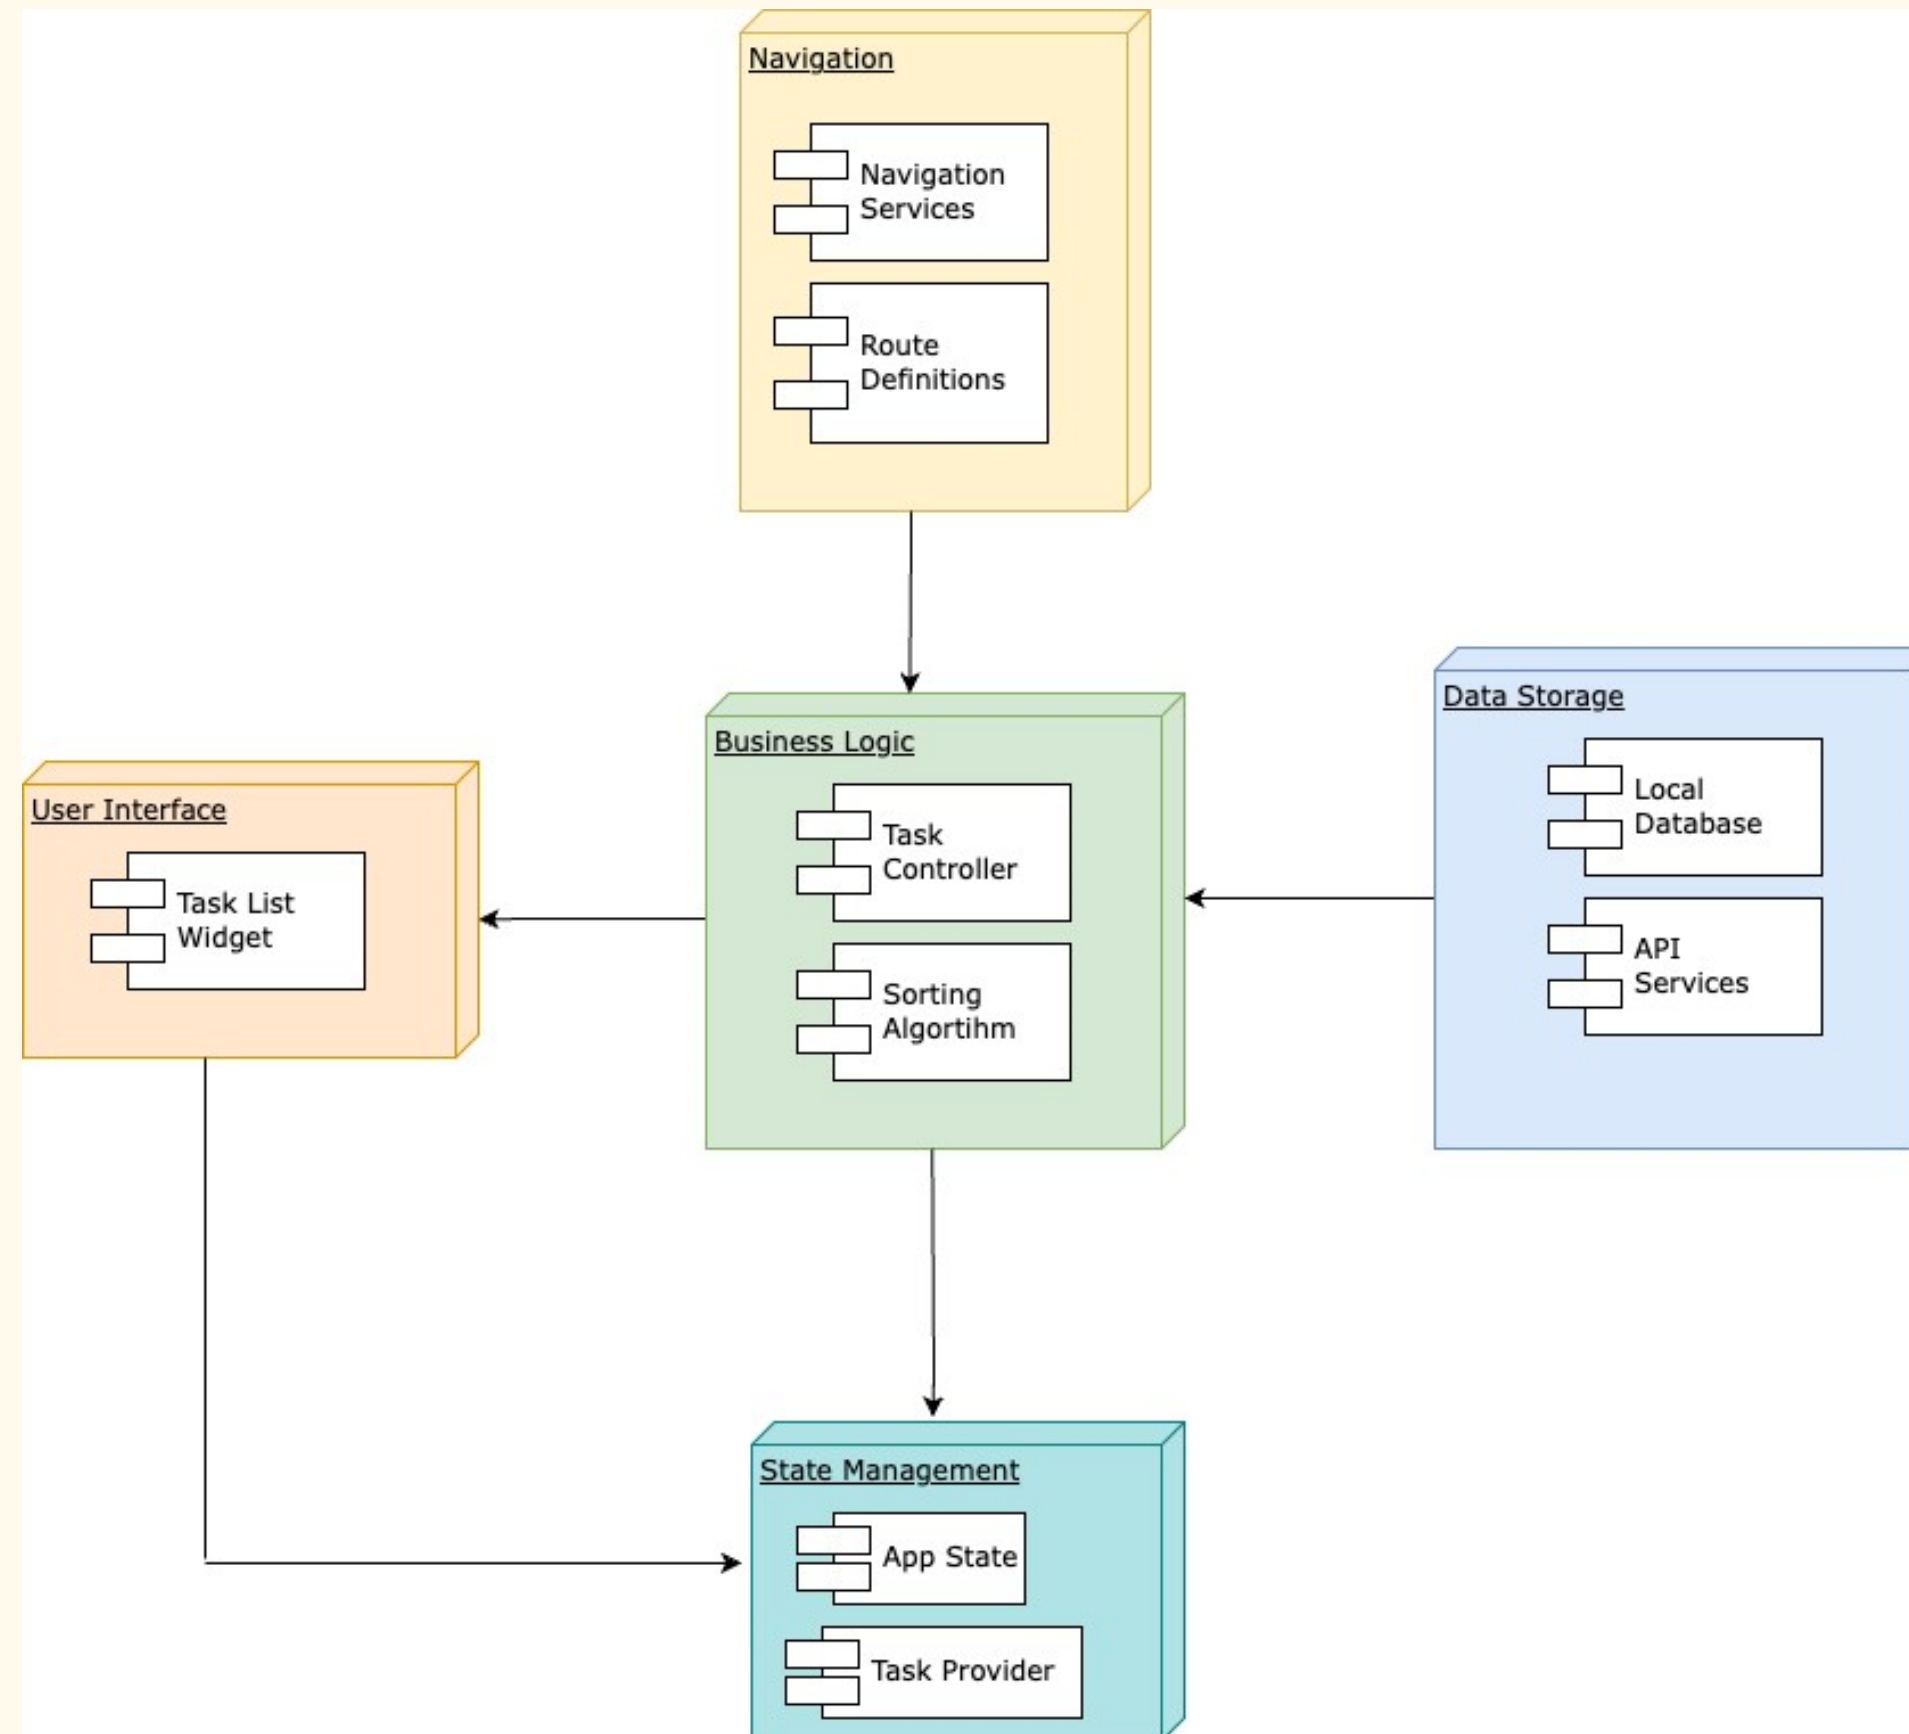 Navigation
Navigation
Services
Route
Definitions
Business Logic
Task
Controller
Sorting
Algortihm
Data Storage
Local
Database
API
Services
User Interface
Task List
Widget
State Management
App State
Task Provider